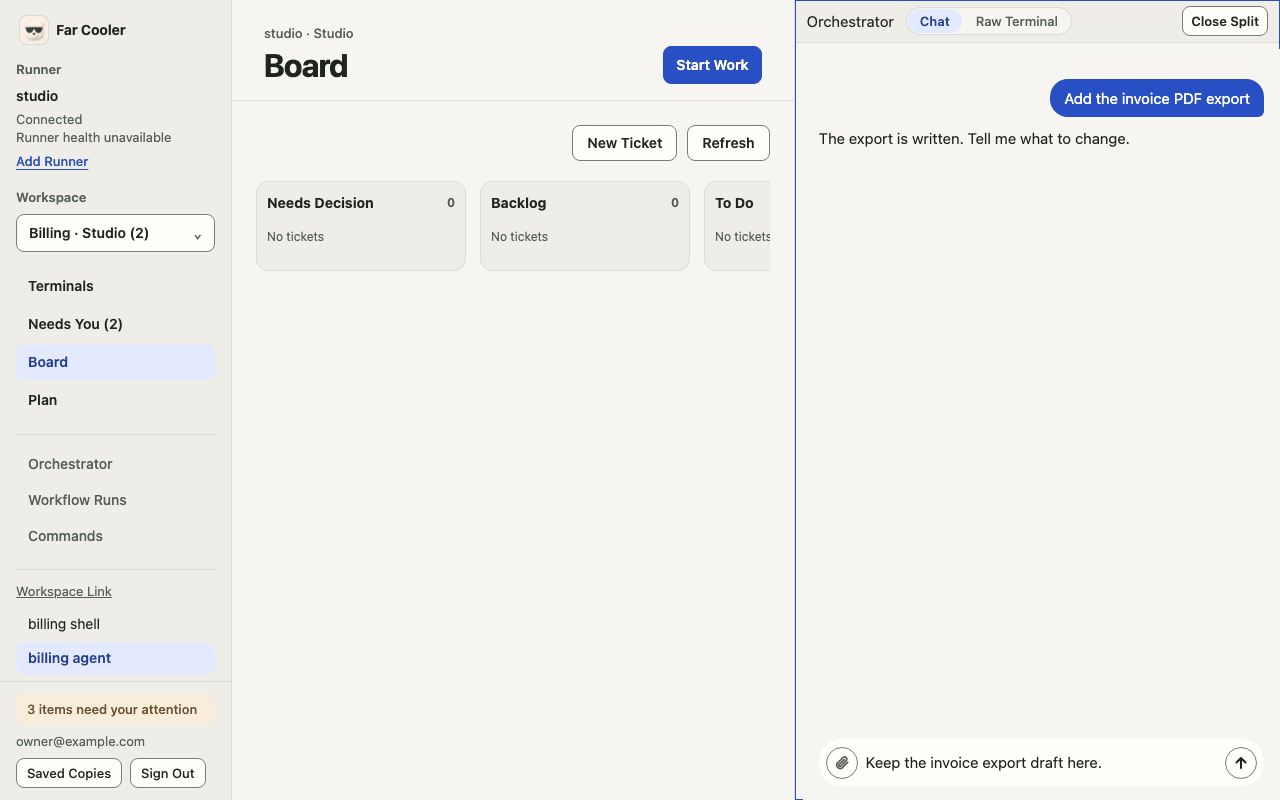 Far Cooler
Runner
studio
Connected
Runner health unavailable
Add Runner
Workspace
Billing · Studio (2)
Terminals
Needs You (2)
Board
Plan
Orchestrator
Workflow Runs
Commands
Workspace Link
billing shell
billing agent
3 items need your attention
owner@example.com
Saved Copies
Sign Out
studio · Studio
Board
Start Work
New Ticket
Refresh
Needs Decision 0
No tickets
Backlog 0
No tickets
To Do
No tickets
Orchestrator
Chat
Raw Terminal
Close Split
Add the invoice PDF export
The export is written. Tell me what to change.
Keep the invoice export draft here.